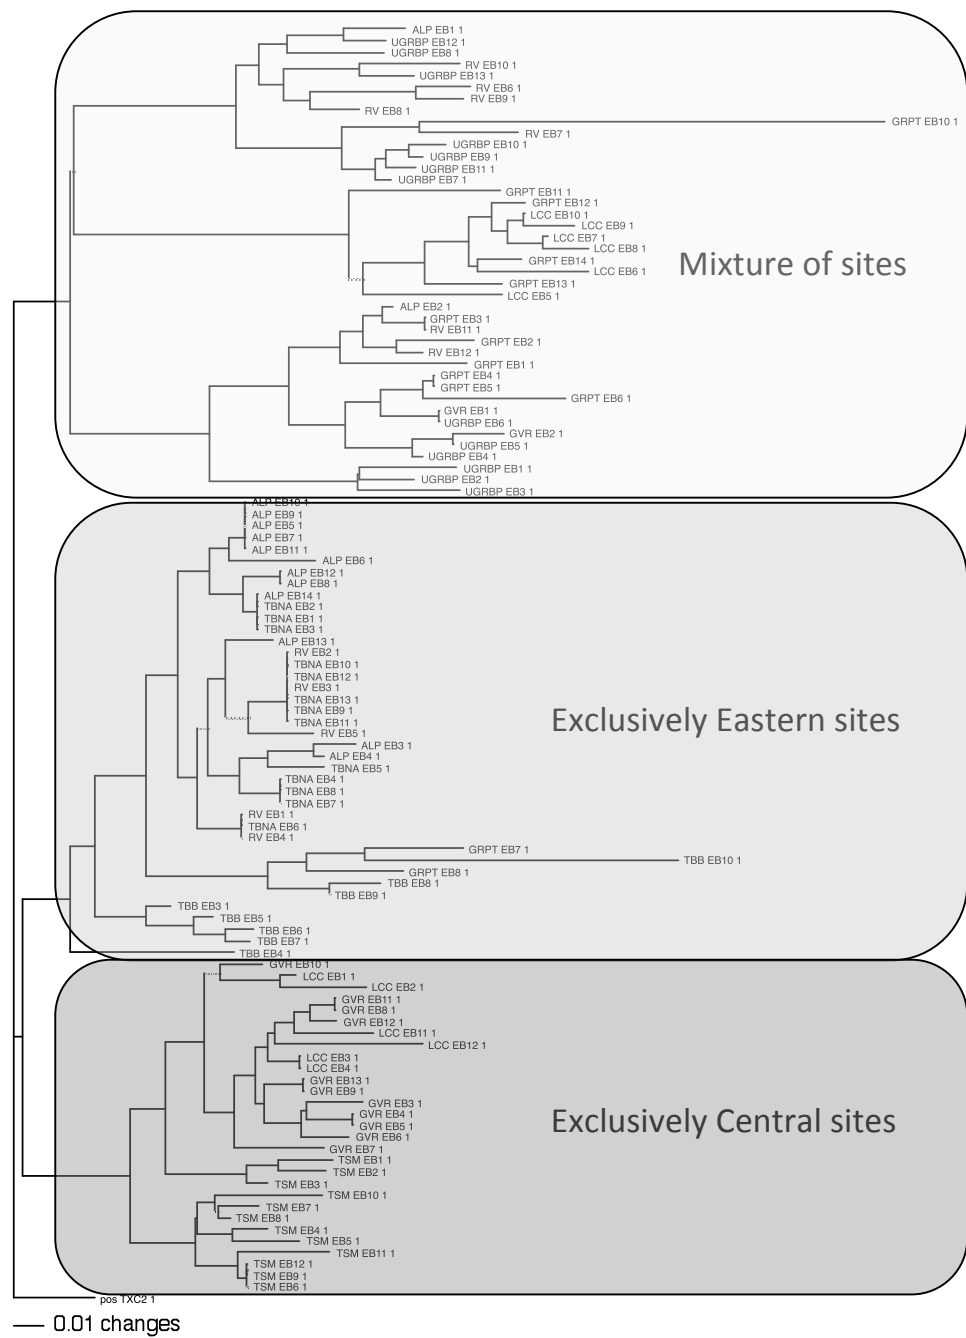 ALP EB1 1
UGRBP EB12 1
UGRBP EB8 1
RV EB10 1
UGRBP EB13 1
RV EB6 1
RV EB9 1
RV EB8 1
GRPT EB10 1
RV EB7 1
UGRBP EB10 1
UGRBP EB9 1
UGRBP EB11 1
UGRBP EB7 1
GRPT EB11 1
GRPT EB12 1
LCC EB10 1
LCC EB9 1
LCC EB7 1
LCC EB8 1
GRPT EB14 1
LCC EB6 1
GRPT EB13 1
LCC EB5 1
Mixture of sites
ALP EB2 1
GRPT EB3 1
RV EB11 1
GRPT EB2 1
RV EB12 1
GRPT EB1 1
GRPT EB4 1
GRPT EB5 1
GRPT EB6 1
GVR EB1 1
UGRBP EB6 1
GVR EB2 1
UGRBP EB5 1
UGRBP EB4 1
UGRBP EB1 1
UGRBP EB2 1
UGRBP EB3 1
ALP EB10 1
ALP EB9 1
ALP EB5 1
ALP EB7 1
ALP EB11 1
ALP EB6 1
ALP EB12 1
ALP EB8 1
ALP EB14 1
TBNA EB2 1
TBNA EB1 1
TBNA EB3 1
ALP EB13 1
RV EB2 1
TBNA EB10 1
TBNA EB12 1
RV EB3 1
TBNA EB13 1
TBNA EB9 1
TBNA EB11 1
RV EB5 1
Exclusively Eastern sites
ALP EB3 1
ALP EB4 1
TBNA EB5 1
TBNA EB4 1
TBNA EB8 1
TBNA EB7 1
RV EB1 1
TBNA EB6 1
RV EB4 1
GRPT EB7 1
TBB EB10 1
GRPT EB8 1
TBB EB8 1
TBB EB9 1
TBB EB3 1
TBB EB5 1
TBB EB6 1
TBB EB7 1
TBB EB4 1
GVR EB10 1
LCC EB1 1
LCC EB2 1
GVR EB11 1
GVR EB8 1
GVR EB12 1
LCC EB11 1
LCC EB12 1
LCC EB3 1
LCC EB4 1
GVR EB13 1
GVR EB9 1
GVR EB3 1
GVR EB4 1
GVR EB5 1
GVR EB6 1
Exclusively Central sites
GVR EB7 1
TSM EB1 1
TSM EB2 1
TSM EB3 1
TSM EB10 1
TSM EB7 1
TSM EB8 1
TSM EB4 1
TSM EB5 1
TSM EB11 1
TSM EB12 1
TSM EB9 1
TSM EB6 1
pos TXC2 1
0.01 changes